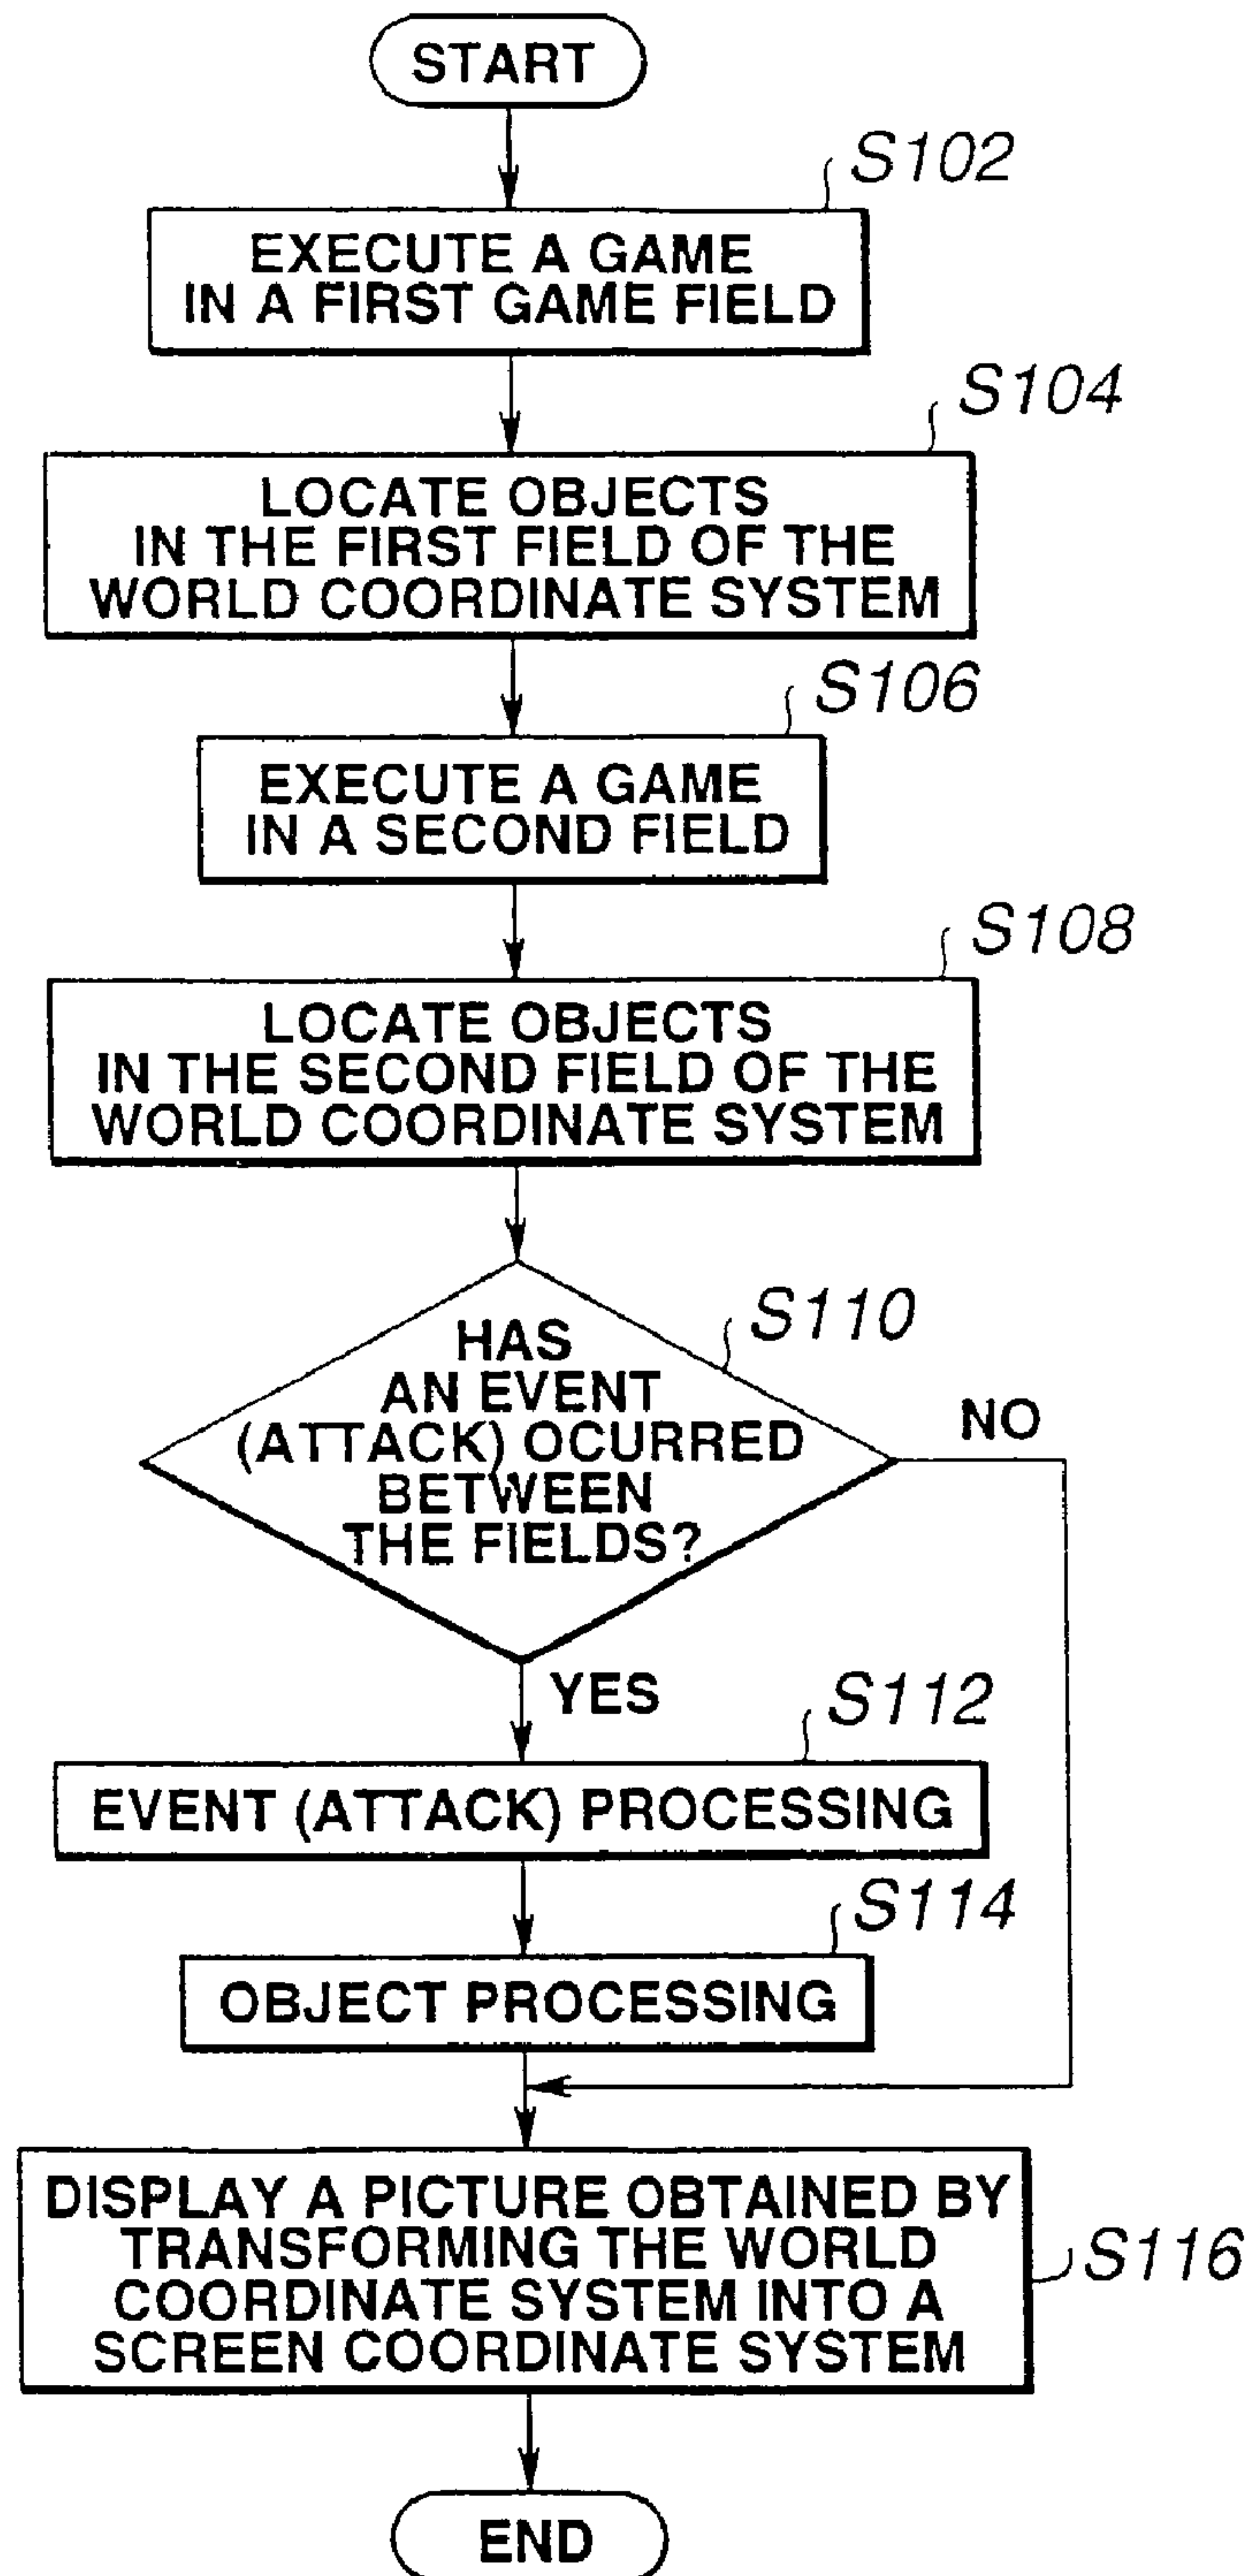 START
S102
EXECUTE A GAME
IN A FIRST GAME FIELD
S104
LOCATE OBJECTS
IN THE FIRST FIELD OF THE
WORLD COORDINATE SYSTEM
S106
EXECUTE A GAME
IN A SECOND FIELD
S108
LOCATE OBJECTS
IN THE SECOND FIELD OF THE
WORLD COORDINATE SYSTEM
S110
HAS
AN EVENT
(ATTACK) OCURRED
BETWEEN
THE FIELDS?
NO
YES
S112
EVENT (ATTACK) PROCESSING
S114
OBJECT PROCESSING
DISPLAY A PICTURE OBTAINED BY
TRANSFORMING THE WORLD
COORDINATE SYSTEM INTO A
SCREEN COORDINATE SYSTEM
S116
END